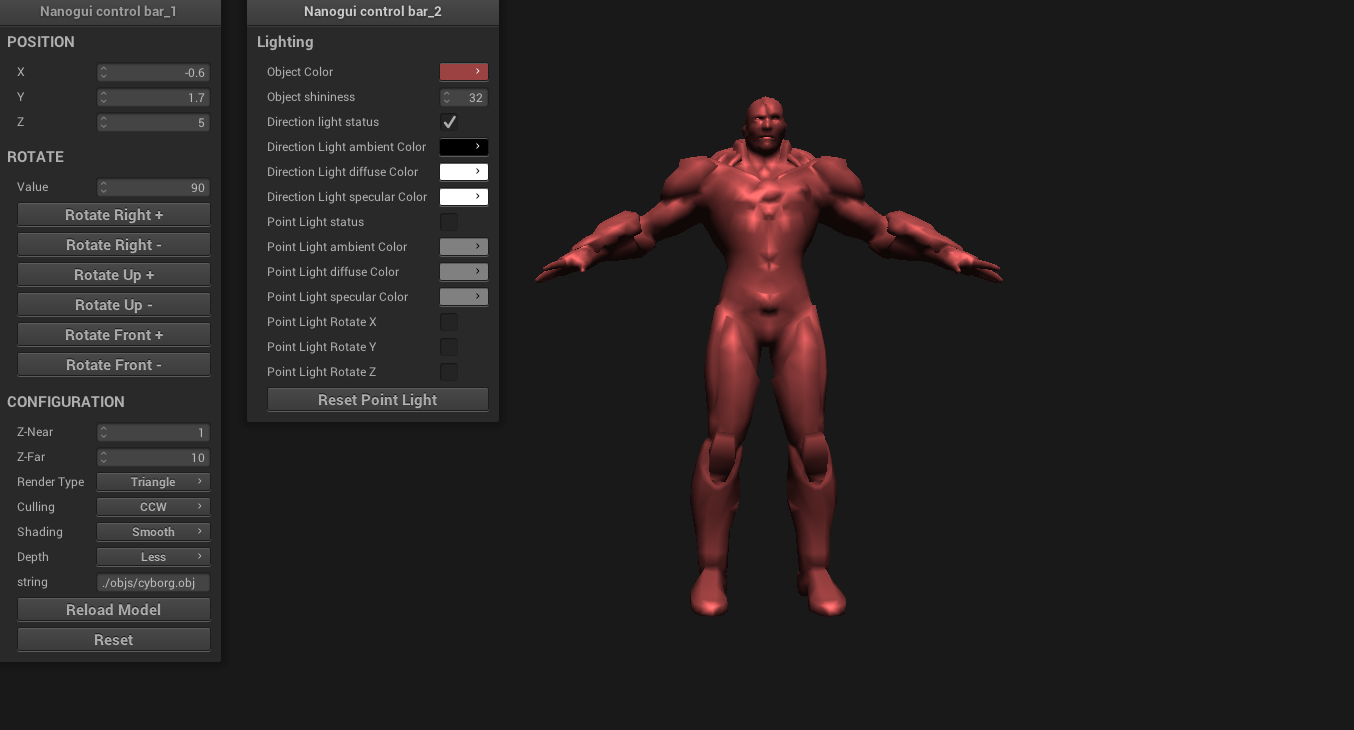 Nanogui control bar_1
POSITION
X -0.6
Y 1.7
Z 5
ROTATE
Value 90
Rotate Right +
Rotate Right -
Rotate Up +
Rotate Up -
Rotate Front +
Rotate Front -
CONFIGURATION
Z-Near 1
Z-Far 10
Render Type Triangle
Culling CCW
Shading Smooth
Depth Less
string ./objs/cyborg.obj
Reload Model
Reset
Nanogui control bar_2
Lighting
Object Color
Object shininess 32
Direction light status
Direction Light ambient Color
Direction Light diffuse Color
Direction Light specular Color
Point Light status
Point Light ambient Color
Point Light diffuse Color
Point Light specular Color
Point Light Rotate X
Point Light Rotate Y
Point Light Rotate Z
Reset Point Light